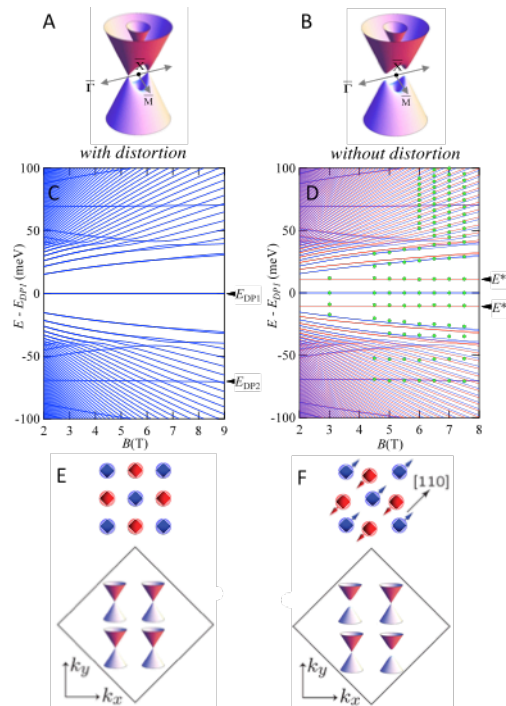 A
B
X̄
Γ̄
M̄
X̄
Γ̄
M̄
with distortion
without distortion
C
D
E - E_DP1 (meV)
100
50
0
-50
-100
2 3 4 5 6 7 8 9
B(T)
E_DP1
E_DP2
E - E_DP1 (meV)
100
50
0
-50
-100
2 3 4 5 6 7 8
B(T)
E*
E*
E
F
[110]
k_y
k_x
k_y
k_x